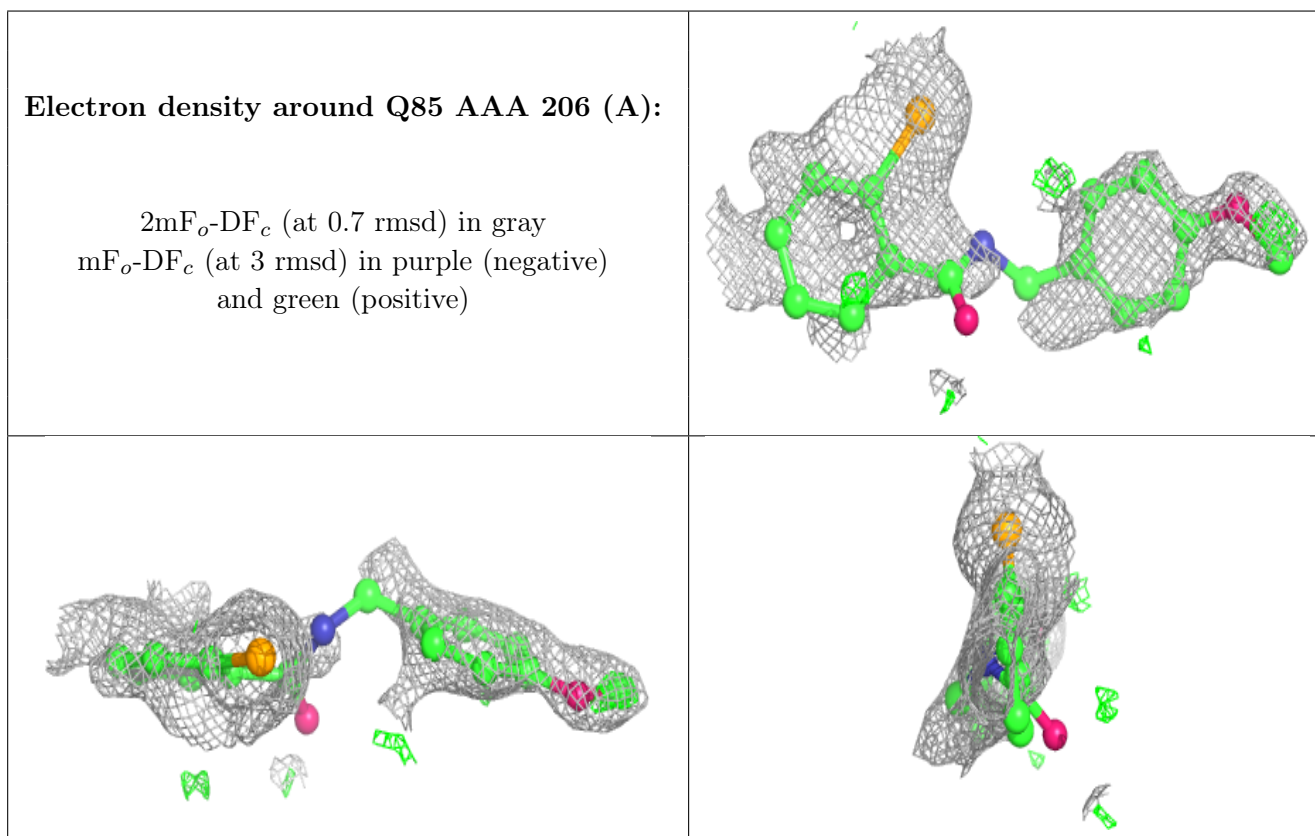 Electron density around Q85 AAA 206 (A):
2mFo-DFc (at 0.7 rmsd) in gray
mFo-DFc (at 3 rmsd) in purple (negative)
and green (positive)